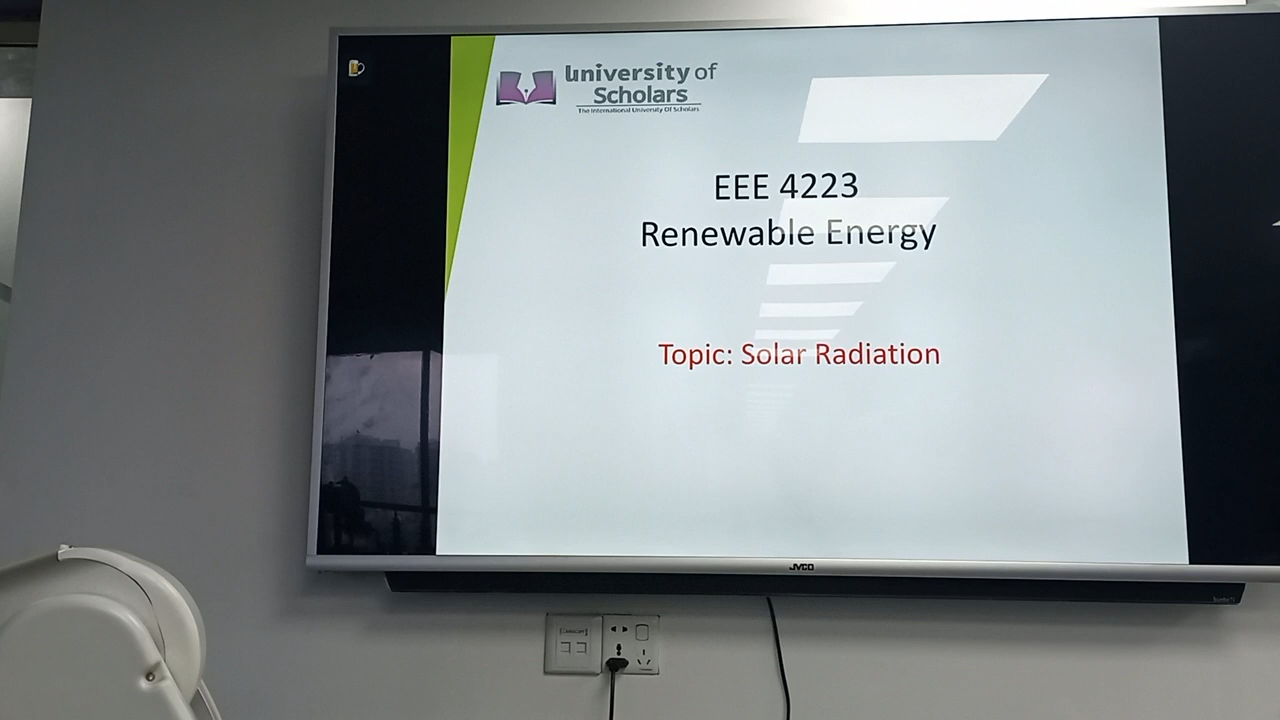 University of
Scholars
The International University Of Scholars
EEE 4223
Renewable Energy
Topic: Solar Radiation
JVCO